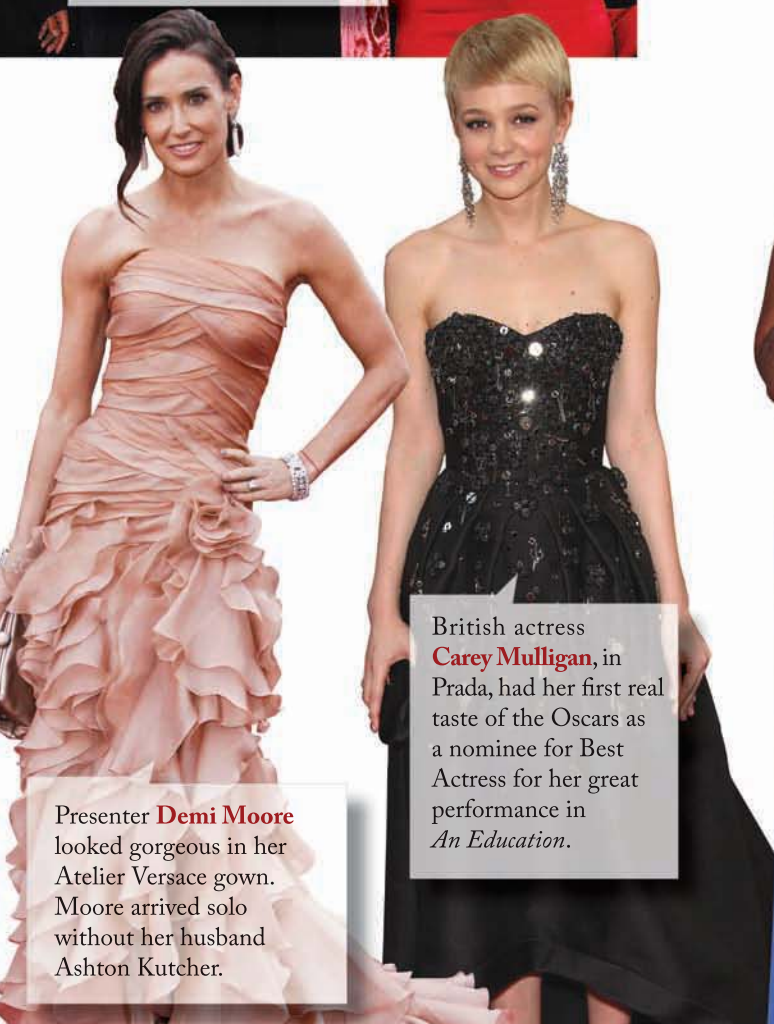 British actress
Carey Mulligan, in
Prada, had her first real
taste of the Oscars as
a nominee for Best
Actress for her great
performance in
An Education.
Presenter Demi Moore
looked gorgeous in her
Atelier Versace gown.
Moore arrived solo
without her husband
Ashton Kutcher.